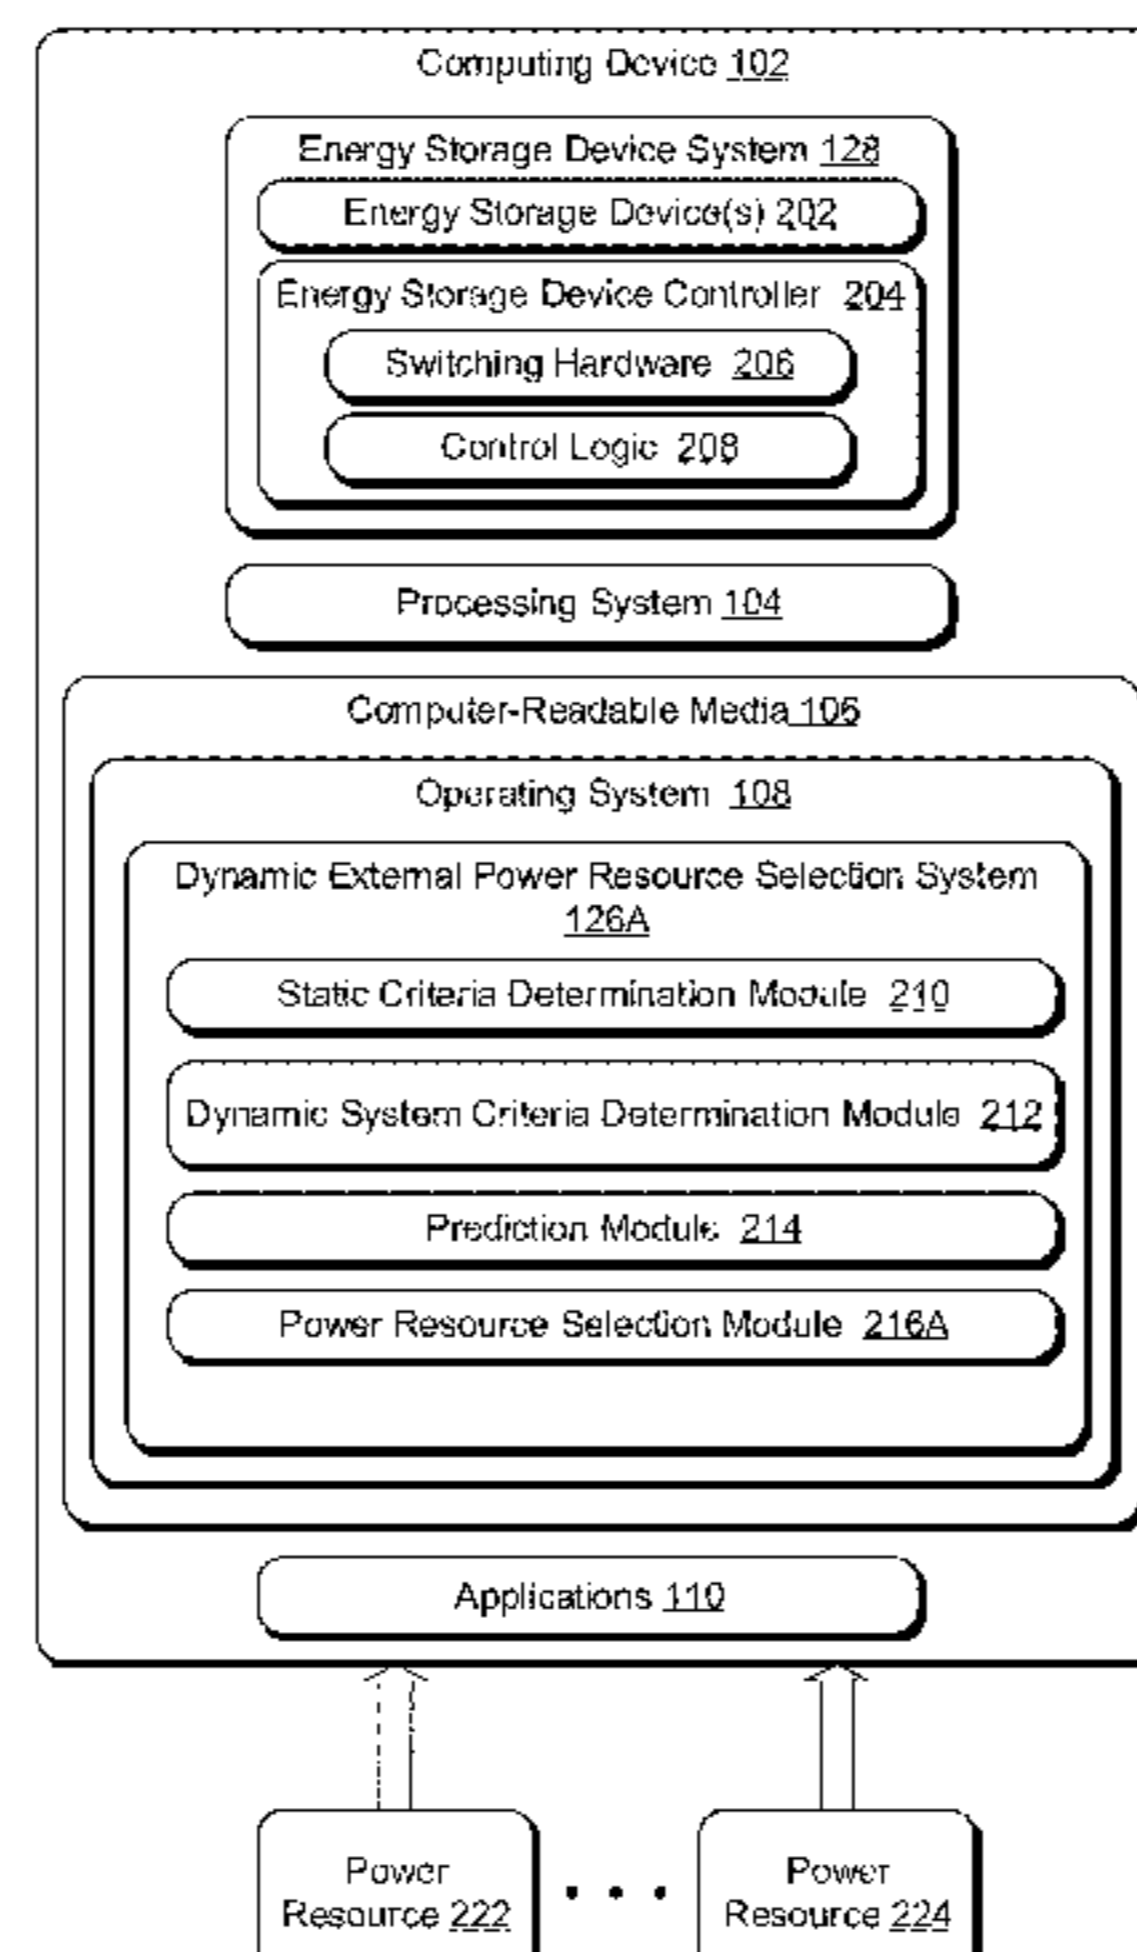 Computing Device 102
Energy Storage Device System 128
Energy Storage Device(s) 202
Energy Storage Device Controller 204
Switching Hardware 206
Control Logic 208
Processing System 104
Computer-Readable Media 106
Operating System 108
Dynamic External Power Resource Selection System
126A
Static Criteria Determination Module 210
Dynamic System Criteria Determination Module 212
Prediction Module 214
Power Resource Selection Module 216A
Applications 110
Power
Resource 222
• • •
Power
Resource 224